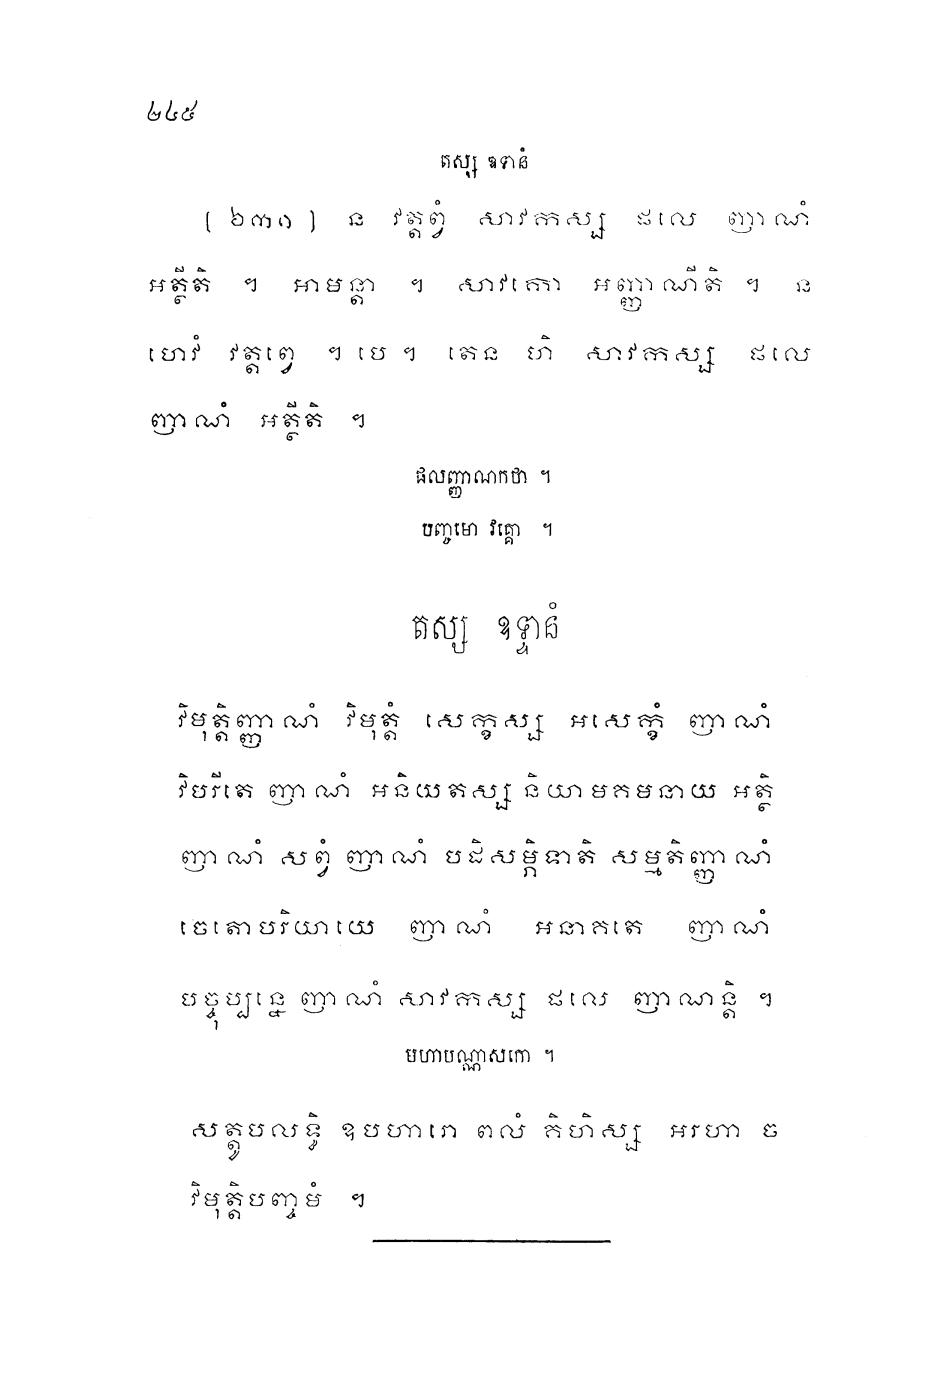 ២៤៥
តស្ស ឧទានំ
[ ៦៣១ ] ន វត្តព្វំ សាវកស្ស ផលេ ញាណំ
អត្ថីតិ ។ អាមន្តា ។ សាវកោ អញ្ញាណីតិ ។ ន
ហេវំ វត្តព្វេ ។ បេ ។ តេន ហិ សាវកស្ស ផលេ
ញាណំ អត្ថីតិ ។
ផលញ្ញាណកថា ។
បញ្ចមោ វគ្គោ ។
តស្ស ឧទ្ទានំ
វិមុត្តិញ្ញាណំ វិមុត្តំ សេក្ខស្ស អសេក្ខំ ញាណំ
វិបរីតេ ញាណំ អនិយតស្ស និយាមគមនាយ អត្ថិ
ញាណំ សព្វំ ញាណំ បដិសម្ភិទាតិ សម្មតិញ្ញាណំ
ចេតោបរិយាយេ ញាណំ អនាគតេ ញាណំ
បច្ចុប្បន្នេ ញាណំ សាវកស្ស ផលេ ញាណន្តិ ។
មហាបណ្ណាសកោ ។
សត្តូបលទ្ធិ ឧបហារោ ពលំ គិហិស្ស អរហា ច
វិមុត្តិបញ្ចមំ ។